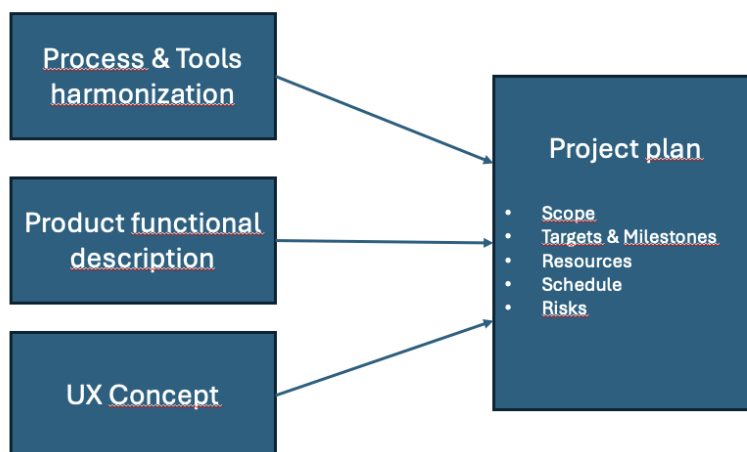 Process & Tools
harmonization
Product functional
description
UX Concept
Project plan
• Scope
• Targets & Milestones
• Resources
• Schedule
• Risks